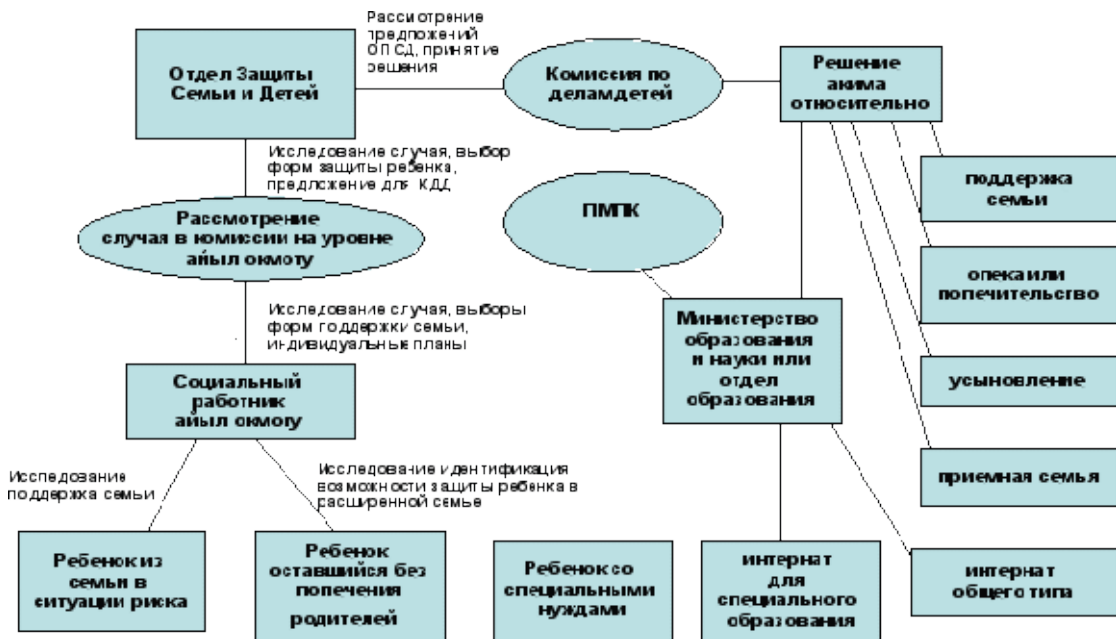 Рассмотрение
предложений
ОПСД, принятие
решения
Отдел Защиты
Семьи и Детей
Комиссия по
делам детей
Решение
акима
относительно
Исследование случая, выбор
форм защиты ребенка,
предложение для КДД
поддержка
семьи
ПМПК
Рассмотрение
случая в комиссии на уровне
айыл окмоту
опека или
попечительство
Исследование случая, выборы
форм поддержки семьи,
индивидуальные планы
Министерство
образования
и науки или
отдел
образования
Социальный
работник
айыл окмогу
усыновление
приемная семья
Исследование
поддержка семьи
Исследование идентификация
возможности защиты ребенка в
расширенной семье
Ребенок из
семьи в
ситуации риска
Ребенок
оставшийся без
попечения
родителей
Ребенок со
специальными
нуждами
интернат
для
специального
образования
интернат
общего типа